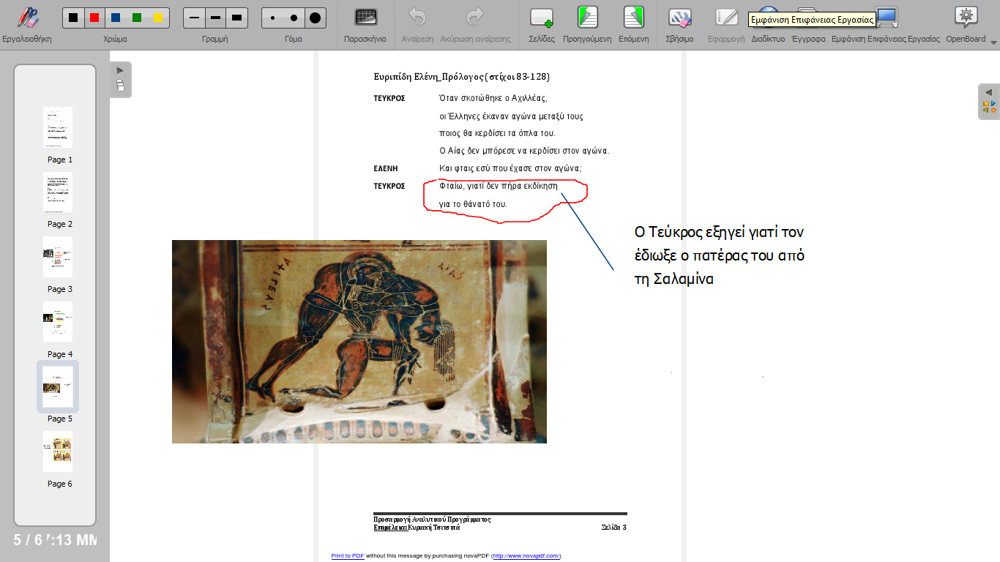 Εργαλειοθήκη
Χρώμα
Γραμμή
Γόμα
Παρασκήνια
Αναίρεση
Ακύρωση αναίρεσης
Σελίδες
Προηγούμενη
Επόμενη
Σβήσιμο
Εφαρμογή
Διαδίκτυο
Έγγραφα
Εμφάνιση Επιφάνειας Εργασίας
OpenBoard
Εμφάνιση Επιφάνειας Εργασίας
Page 1
Page 2
Page 3
Page 4
Page 5
Page 6
5 / 6
7:13 ΜΜ
Ευριπίδη Ελένη_Πρόλογος ( στίχοι 83-128)
ΤΕΥΚΡΟΣ Όταν σκοτώθηκε ο Αχιλλέας,
οι Έλληνες έκαναν αγώνα μεταξύ τους
ποιος θα κερδίσει τα όπλα του.
Ο Αίας δεν μπόρεσε να κερδίσει στον αγώνα.
ΕΛΕΝΗ Και φταις εσύ που έχασε στον αγώνα;
ΤΕΥΚΡΟΣ Φταίω, γιατί δεν πήρα εκδίκηση
για το θάνατό του.
Ο Τεύκρος εξηγεί γιατί τον
έδιωξε ο πατέρας του από
τη Σαλαμίνα
Προσαρμογή Αναλυτικού Προγράμματος
Επιμέλεια: Κυριακή Τσιτσιπά Σελίδα 3
Print to PDF without this message by purchasing novaPDF (http://www.novapdf.com/)